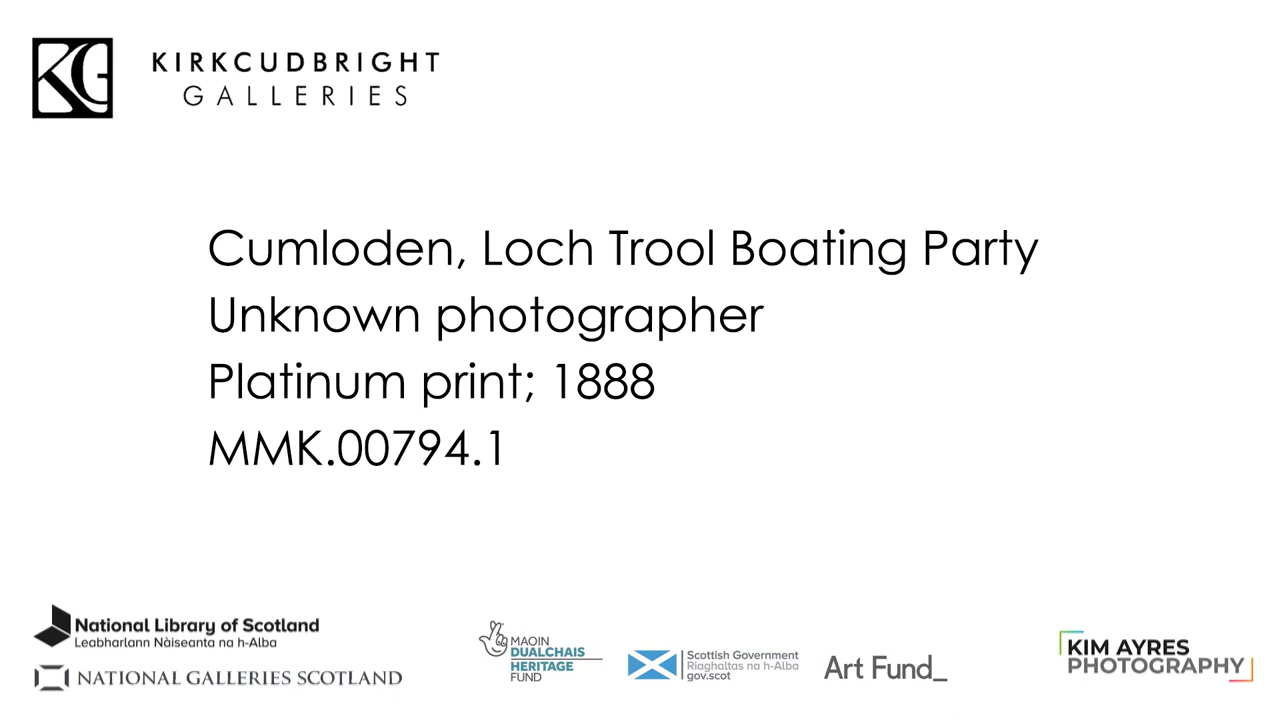 KG
KIRKCUDBRIGHT
GALLERIES
Cumloden, Loch Trool Boating Party
Unknown photographer
Platinum print; 1888
MMK.00794.1
National Library of Scotland
Leabharlann Nàiseanta na h-Alba
NATIONAL GALLERIES SCOTLAND
MAOIN
DUALCHAIS
HERITAGE
FUND
Scottish Government
Riaghaltas na h-Alba
gov.scot
Art Fund_
KIM AYRES
PHOTOGRAPHY